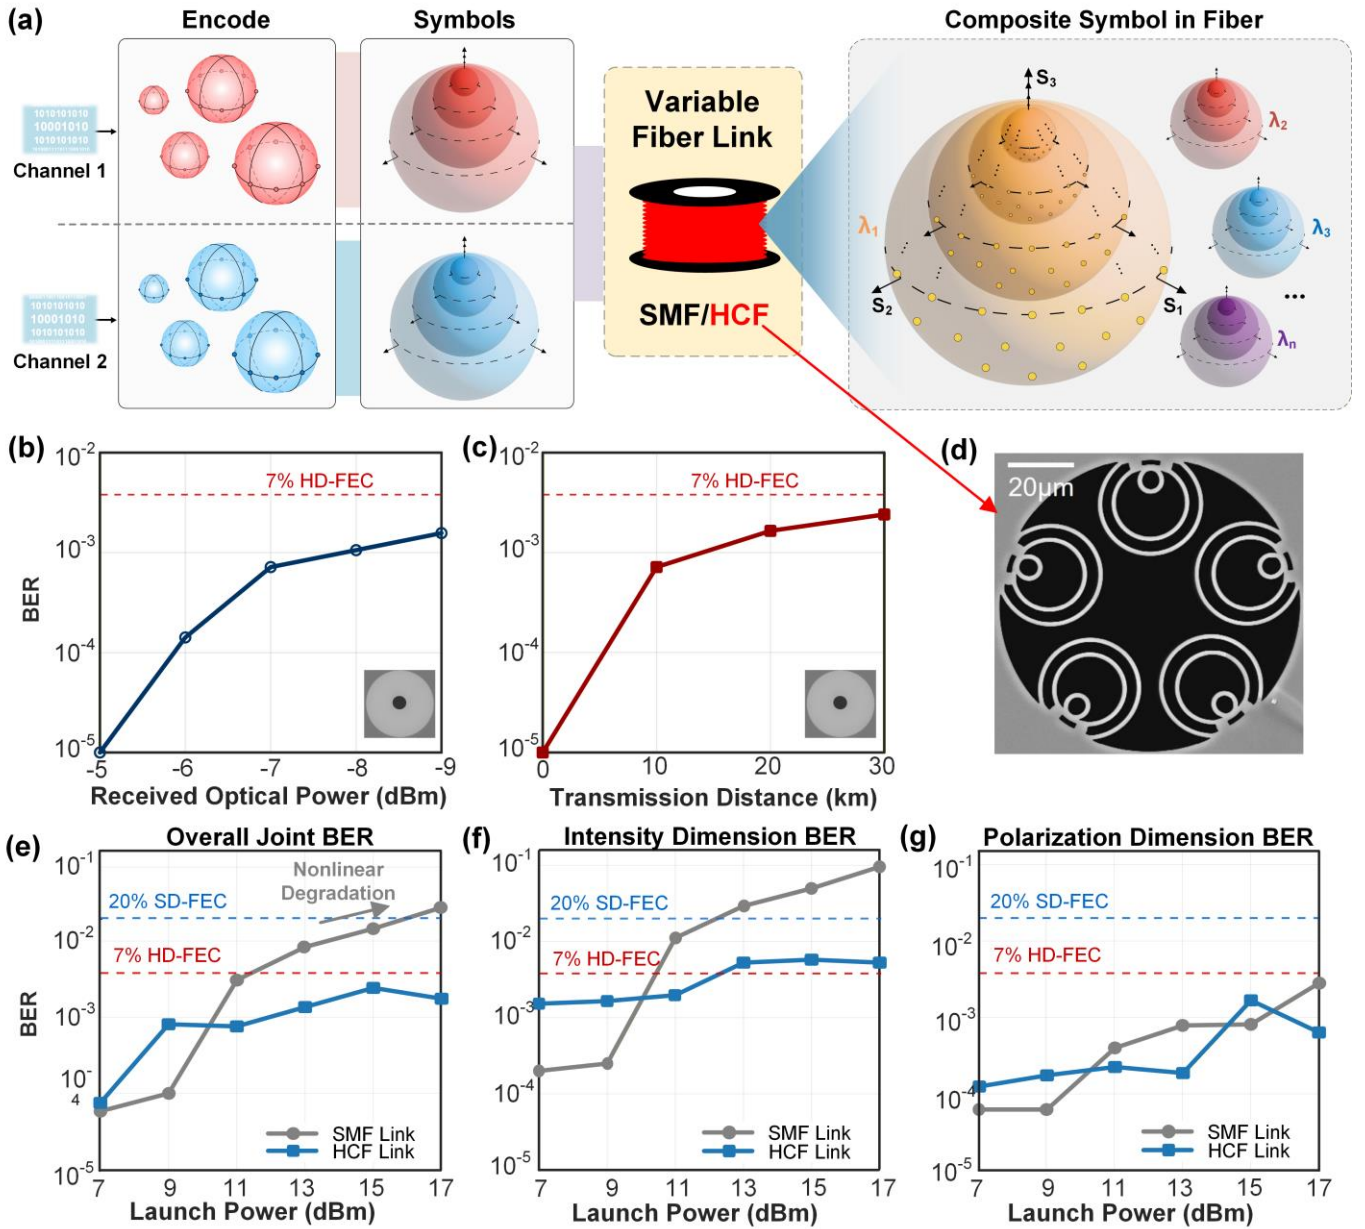 (a)
Encode
Symbols
Composite Symbol in Fiber
1010101010
10001010
1010101010
Channel 1
1010101010
10001010
1010101010
Channel 2
Variable
Fiber Link
SMF/HCF
S₃
S₂
S₁
λ₁
λ₂
λ₃
...
λₙ
(b)
10⁻²
10⁻³
10⁻⁴
10⁻⁵
BER
7% HD-FEC
-5 -6 -7 -8 -9
Received Optical Power (dBm)
(c)
10⁻²
10⁻³
10⁻⁴
10⁻⁵
7% HD-FEC
0 10 20 30
Transmission Distance (km)
(d)
20μm
(e)
Overall Joint BER
10⁻¹
10⁻²
10⁻³
10⁻
4
10⁻⁵
BER
Nonlinear
Degradation
20% SD-FEC
7% HD-FEC
SMF Link
HCF Link
7 9 11 13 15 17
Launch Power (dBm)
(f)
Intensity Dimension BER
10⁻¹
10⁻²
10⁻³
10⁻⁴
10⁻⁵
20% SD-FEC
7% HD-FEC
SMF Link
HCF Link
7 9 11 13 15 17
Launch Power (dBm)
(g)
Polarization Dimension BER
10⁻¹
10⁻²
10⁻³
10⁻⁴
10⁻⁵
20% SD-FEC
7% HD-FEC
SMF Link
HCF Link
7 9 11 13 15 17
Launch Power (dBm)